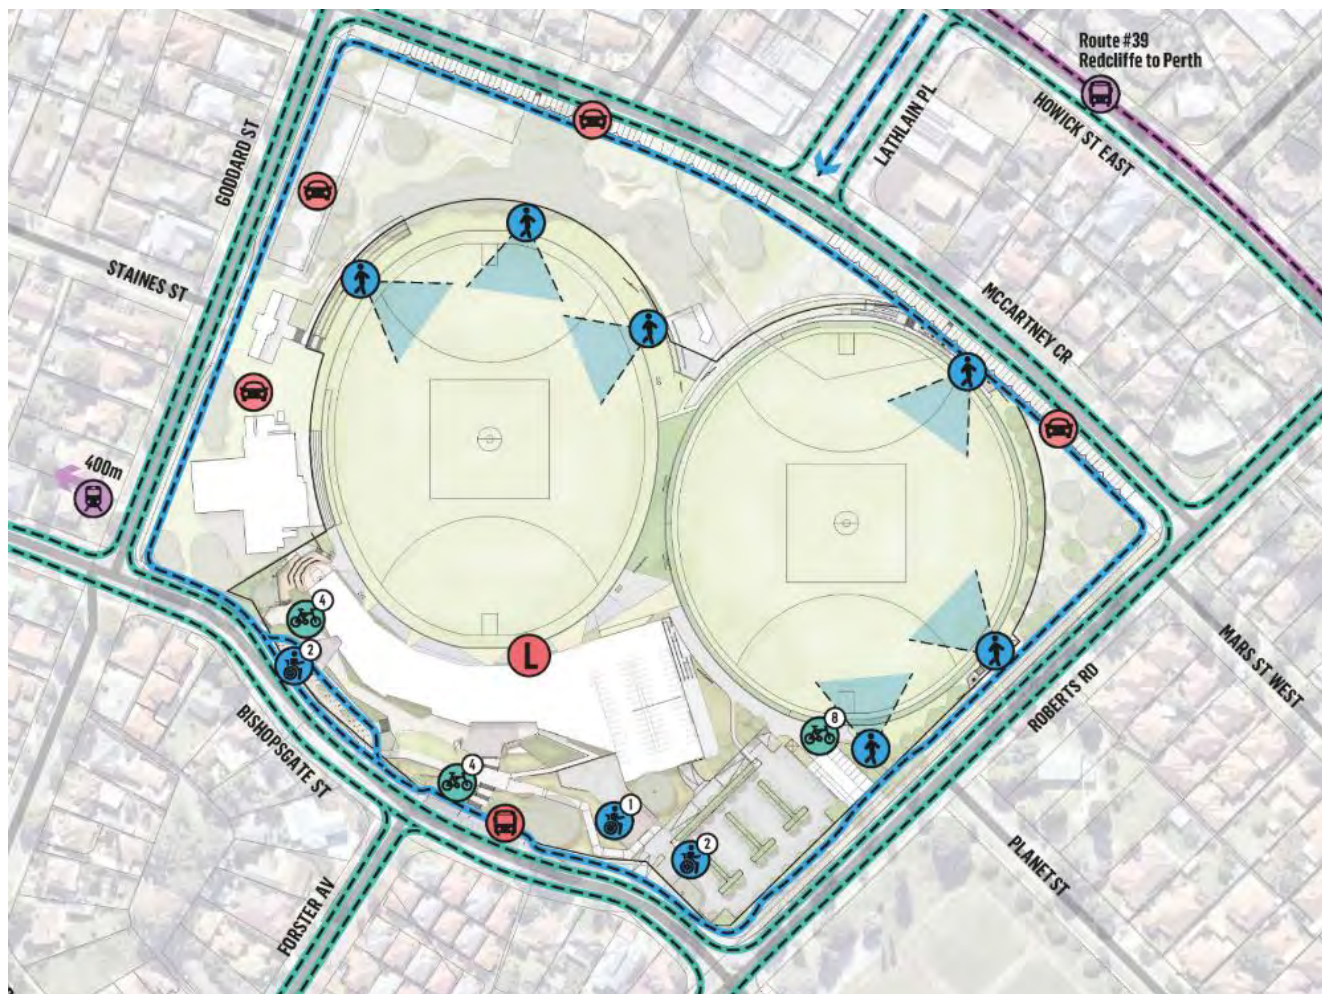 Route #39
Redcliffe to Perth
HOWICK ST EAST
LATHLAIN PL
GODDARD ST
STAINES ST
MCCARTNEY CR
400m
4
2
L
8
MARS ST WEST
ROBERTS RD
BISHOPSGATE ST
4
1
2
PLANET ST
FORSTER AV